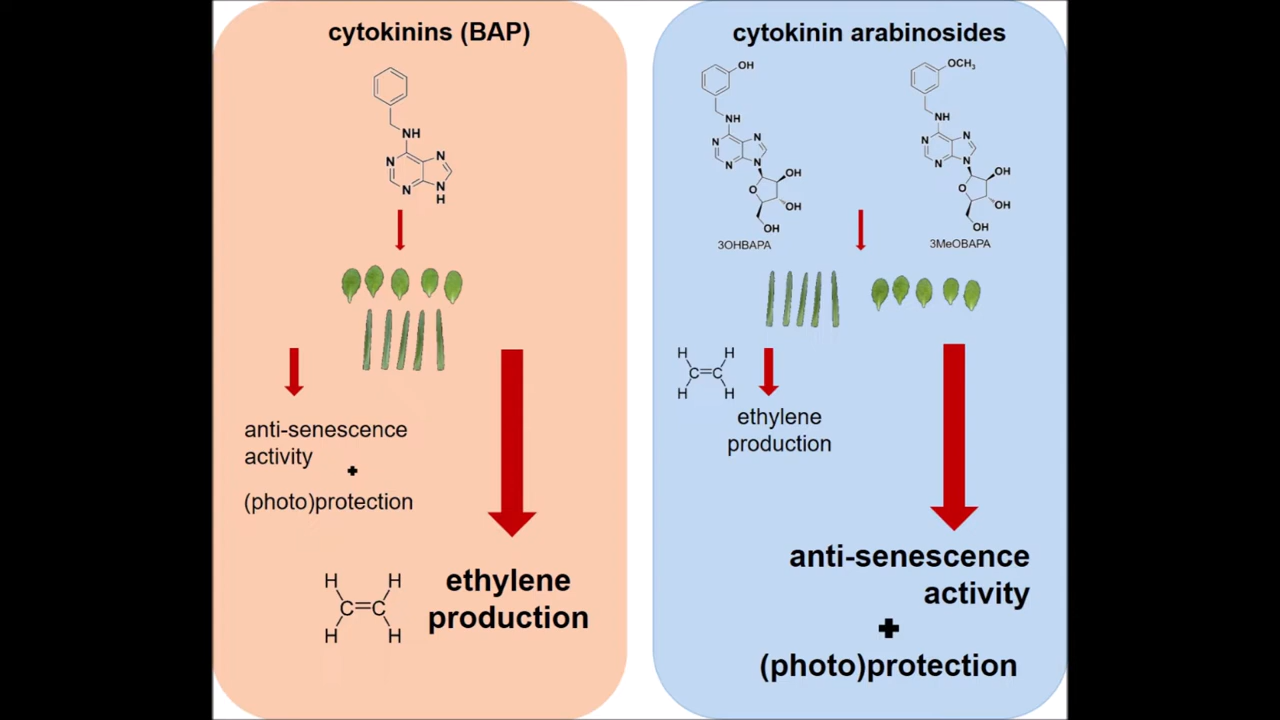 cytokinins (BAP)
NH
N
N
N
N
H
anti-senescence
activity
+
(photo)protection
H
H
C=C
H
H
ethylene
production
cytokinin arabinosides
OH
NH
N
N
N
N
OH
O
OH
OH
3OHBAPA
OCH3
NH
N
N
N
N
OH
O
OH
OH
3MeOBAPA
H
H
C=C
H
H
ethylene
production
anti-senescence
activity
+
(photo)protection